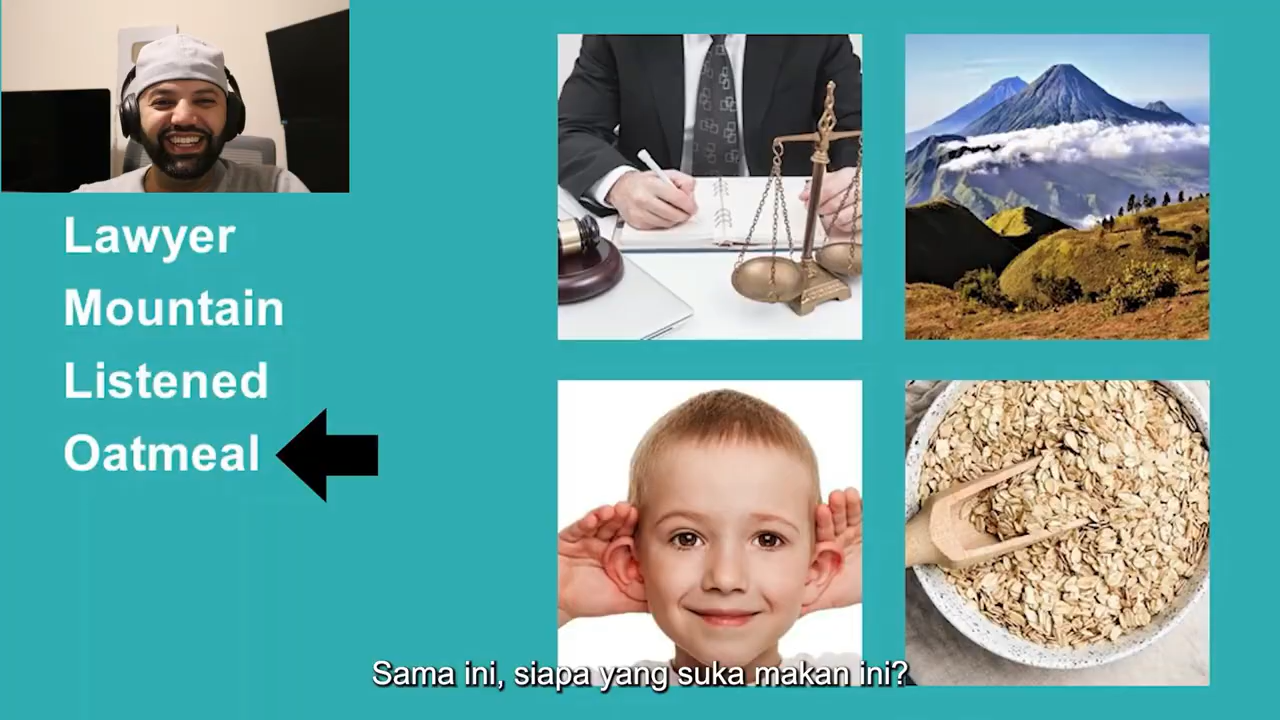 Lawyer
Mountain
Listened
Oatmeal
Sama ini, siapa yang suka makan ini?